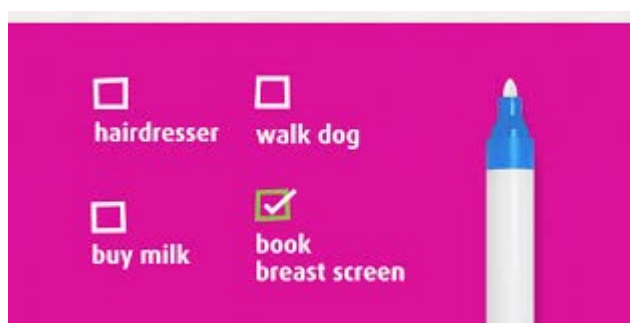 hairdresser
walk dog
buy milk
book
breast screen